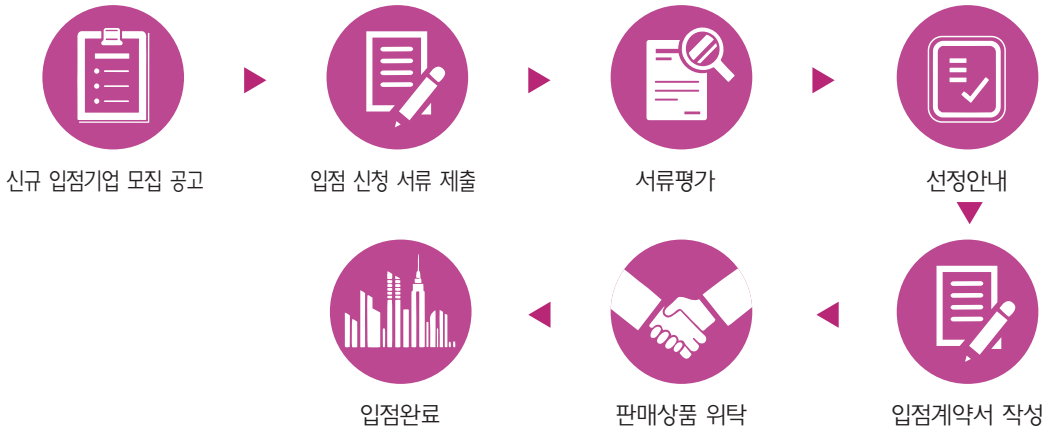 신규 입점기업 모집 공고
입점 신청 서류 제출
서류평가
선정안내
입점계약서 작성
판매상품 위탁
입점완료